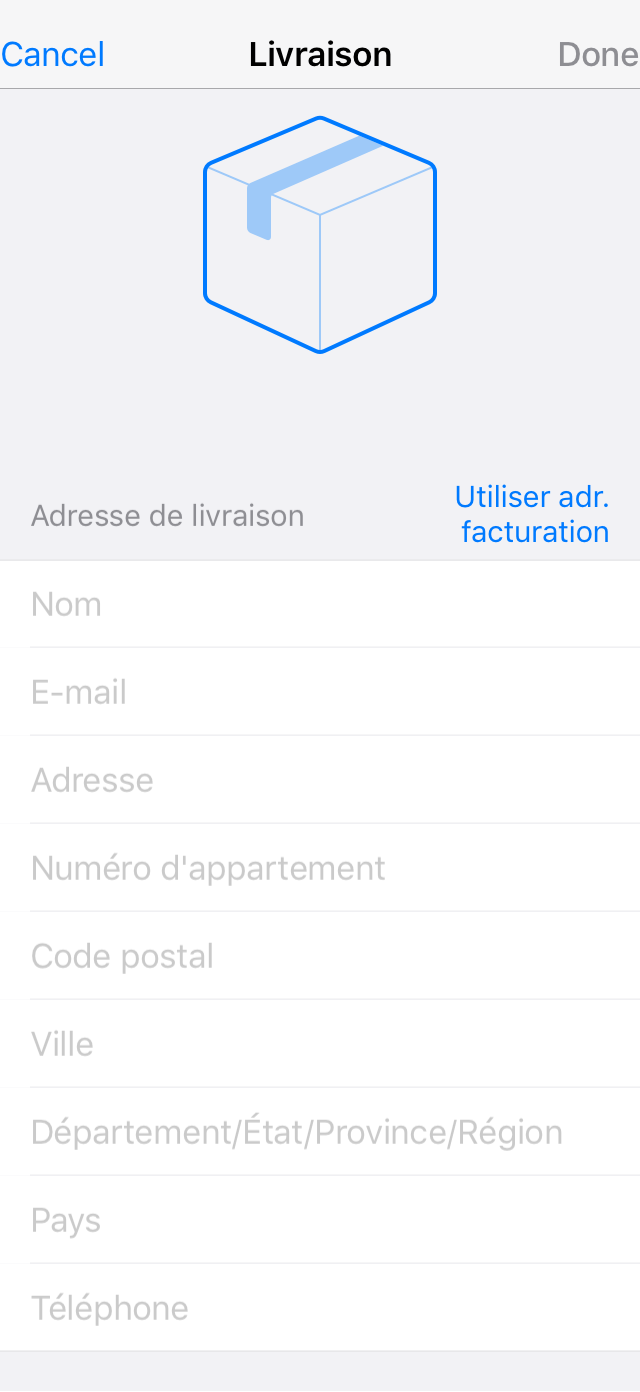 Cancel Livraison Done
Adresse de livraison
Utiliser adr.
facturation
Nom
E-mail
Adresse
Numéro d'appartement
Code postal
Ville
Département/État/Province/Région
Pays
Téléphone